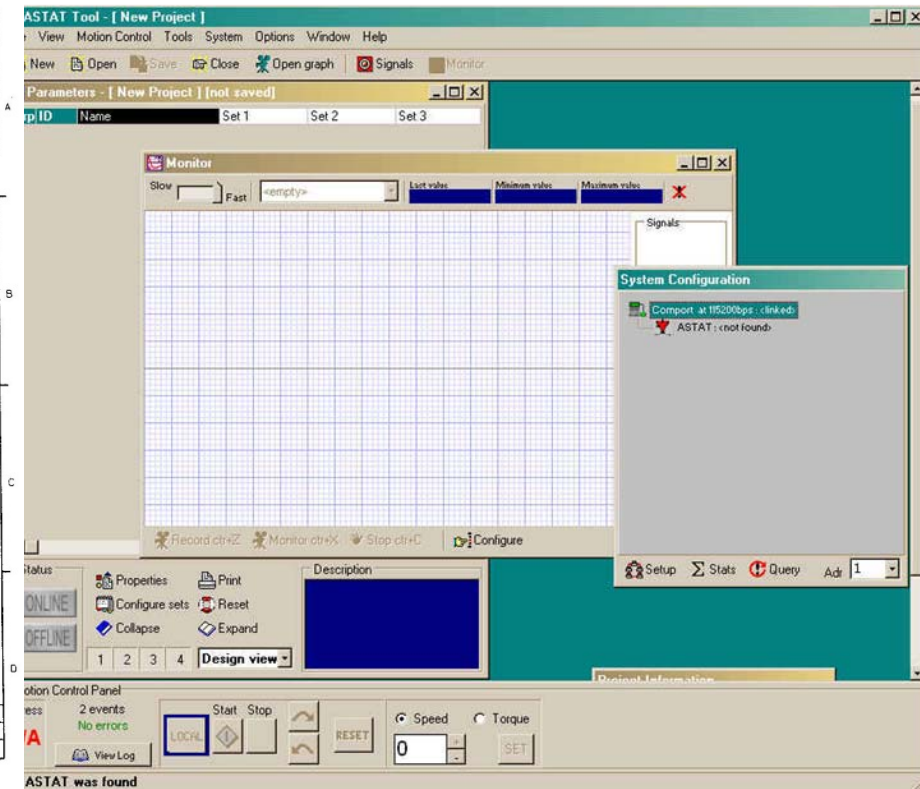 ASTAT Tool - [ New Project ]
View Motion Control Tools System Options Window Help
New Open Save Close Open graph Signals Monitor
Parameters - [ New Project ] [not saved]
ID Name Set 1 Set 2 Set 3
A
Monitor
Slow Fast <empty> Last value Minimum value Maximum value
Signals
B
System Configuration
Comport at 115200bps : <linked>
ASTAT : <not found>
C
Record ctr+Z Monitor ctr+X Stop ctr+C Configure
Setup Stats Query Adr 1
Status
ONLINE
OFFLINE
Properties Print
Configure sets Reset
Collapse Expand
1 2 3 4 Design view
Description
D
Project Information
otion Control Panel
ess
/A
2 events
No errors
View Log
LOCAL
Start Stop
RESET
Speed Torque
0
SET
ASTAT was found